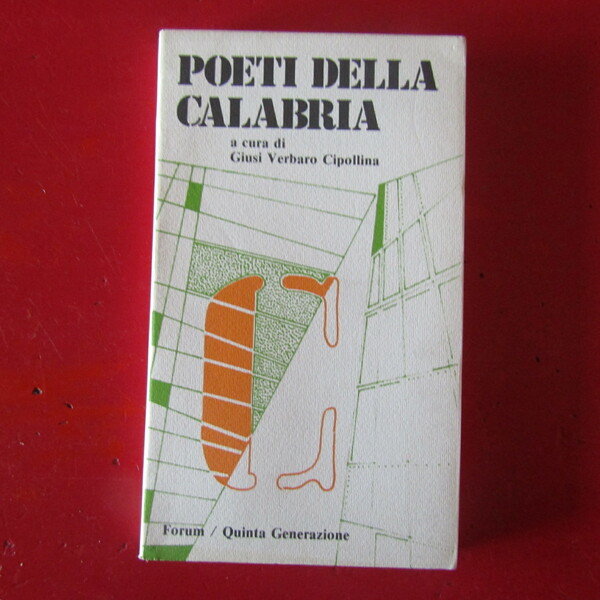 POETI DELLA
CALABRIA
a cura di
Giusi Verbaro Cipollina
Forum / Quinta Generazione